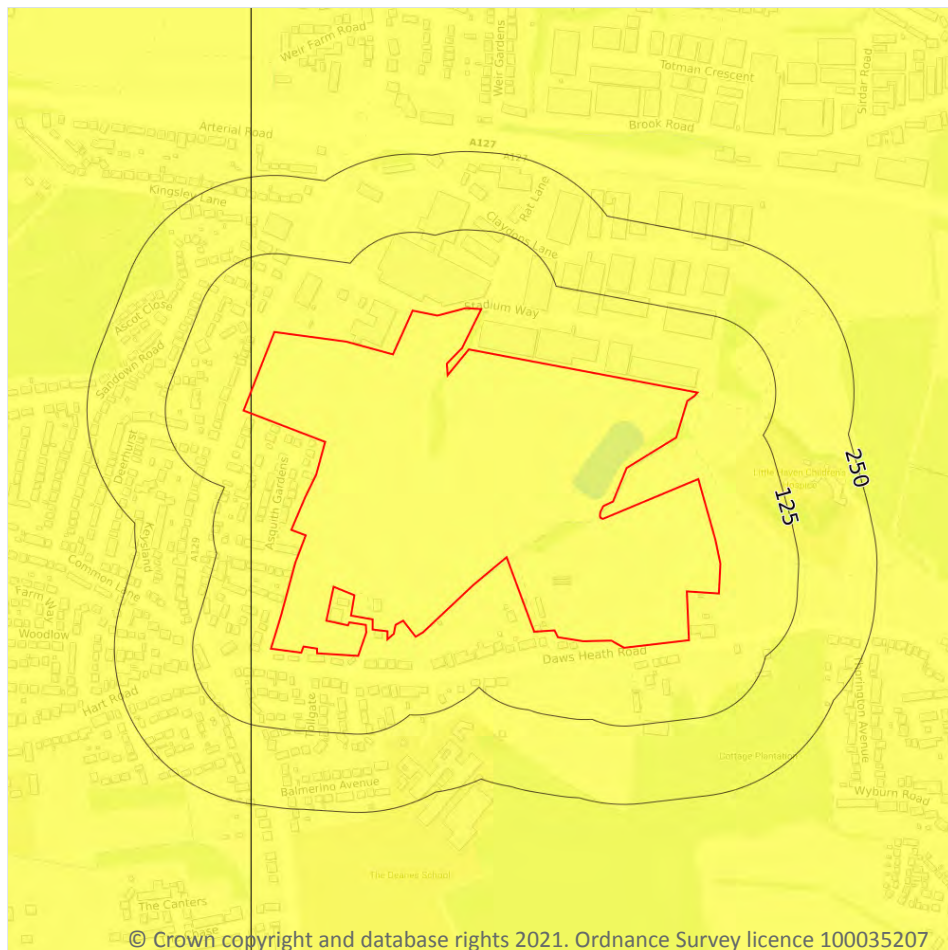 Weir Farm Road
Weir Gardens
Totman Crescent
Sirdar Road
Brook Road
Arterial Road
A127
A127
Kingsley Lane
Rat Lane
Claydons Lane
Ascot Close
Stadium Way
Sandown Road
Deerhurst
Asquith Gardens
250
Little Haven Children's
Hospice
125
Keysland
A129
Common Lane
Farm Way
Woodlow
Daws Heath Road
Hart Road
Tollgate
Cottage Plantation
Balmerino Avenue
Wyburn Road
The Deanes School
The Canters
Chase
© Crown copyright and database rights 2021. Ordnance Survey licence 100035207